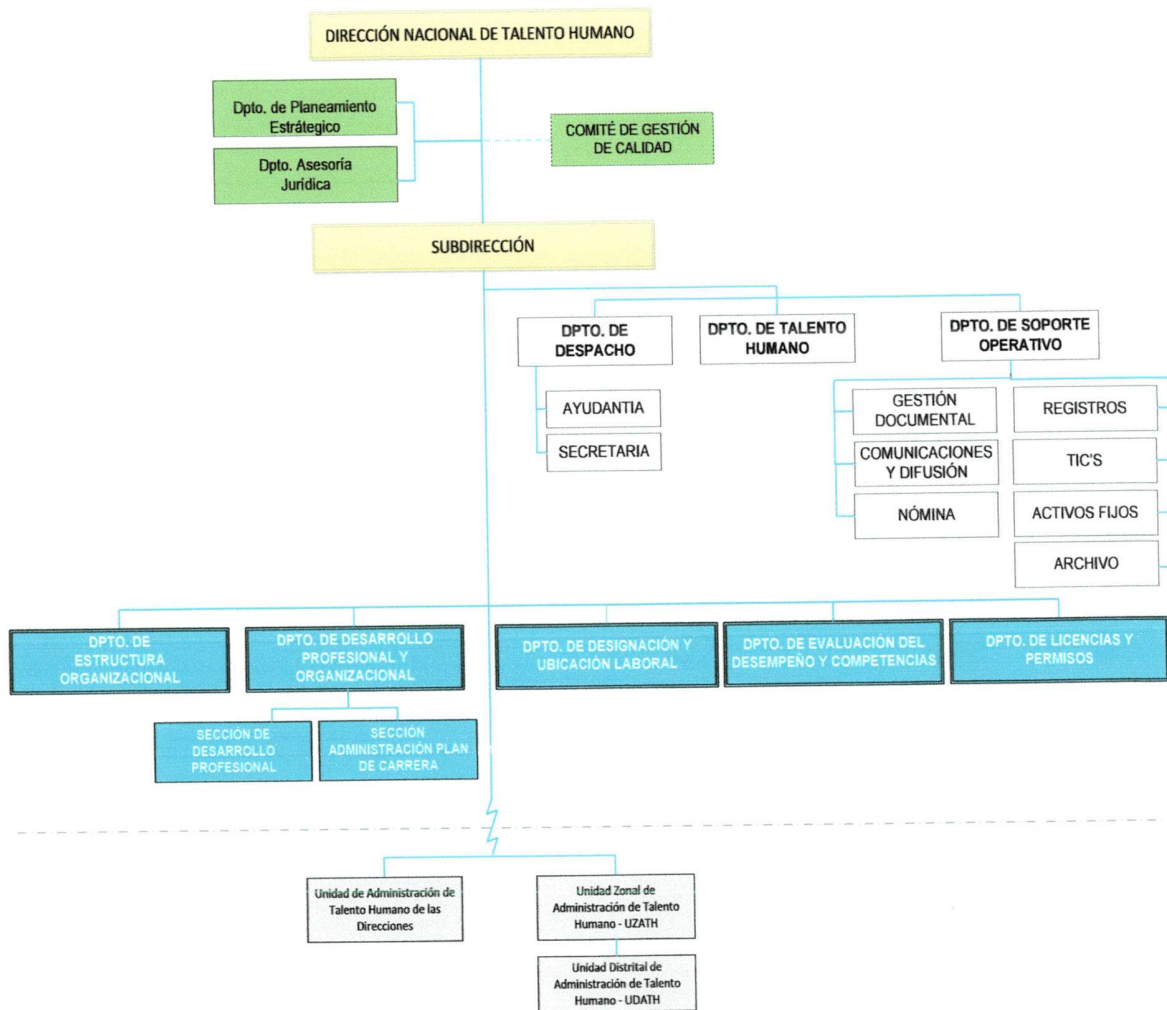 DIRECCIÓN NACIONAL DE TALENTO HUMANO
Dpto. de Planeamiento
Estrátegico
COMITÉ DE GESTIÓN
DE CALIDAD
Dpto. Asesoría
Jurídica
SUBDIRECCIÓN
DPTO. DE
DESPACHO
DPTO. DE TALENTO
HUMANO
DPTO. DE SOPORTE
OPERATIVO
AYUDANTIA
SECRETARIA
GESTIÓN
DOCUMENTAL
COMUNICACIONES
Y DIFUSIÓN
NÓMINA
REGISTROS
TIC'S
ACTIVOS FIJOS
ARCHIVO
DPTO. DE
ESTRUCTURA
ORGANIZACIONAL
DPTO. DE DESARROLLO
PROFESIONAL Y
ORGANIZACIONAL
DPTO. DE DESIGNACIÓN Y
UBICACIÓN LABORAL
DPTO. DE EVALUACIÓN DEL
DESEMPEÑO Y COMPETENCIAS
DPTO. DE LICENCIAS Y
PERMISOS
SECCIÓN DE
DESARROLLO
PROFESIONAL
SECCIÓN
ADMINISTRACIÓN PLAN
DE CARRERA
Unidad de Administración de
Talento Humano de las
Direcciones
Unidad Zonal de
Administración de Talento
Humano - UZATH
Unidad Distrital de
Administración de Talento
Humano - UDATH